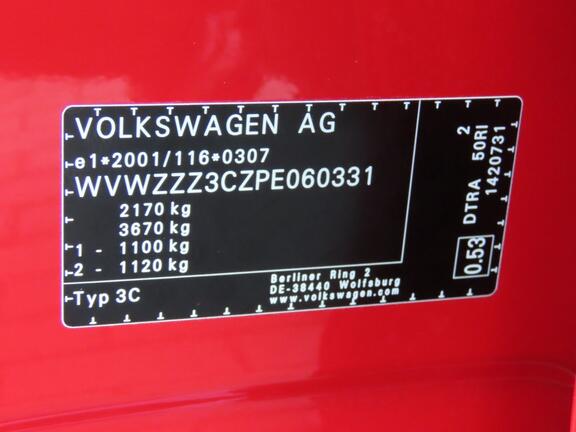 VOLKSWAGEN AG
e1*2001/116*0307
WVWZZZ3CZPE060331
2170 kg
3670 kg
1 - 1100 kg
2 - 1120 kg
Typ 3C
Berliner Ring 2
DE-38440 Wolfsburg
www.volkswagen.com
0.53
DTRA 2
50RI
1420731